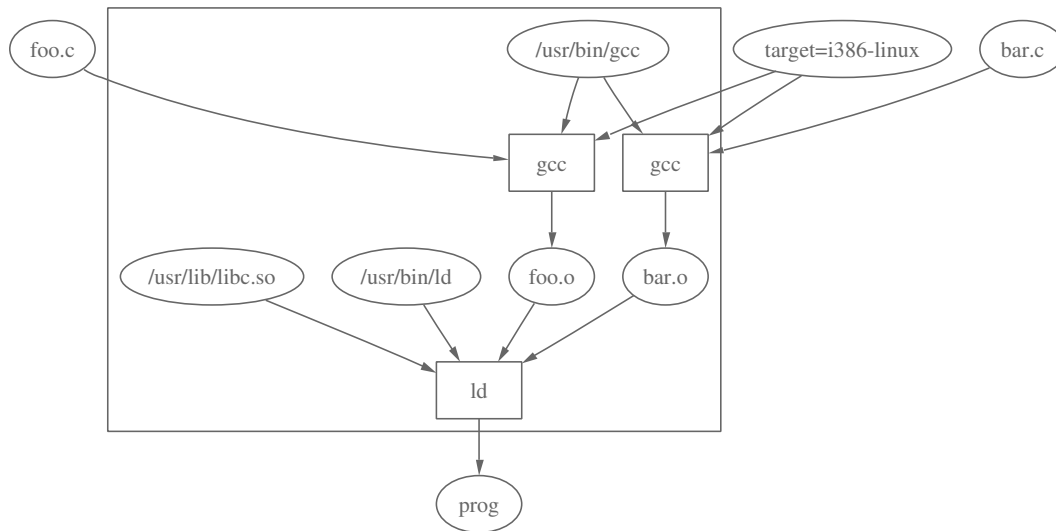 foo.c
/usr/bin/gcc
target=i386-linux
bar.c
gcc
gcc
/usr/lib/libc.so
/usr/bin/ld
foo.o
bar.o
ld
prog